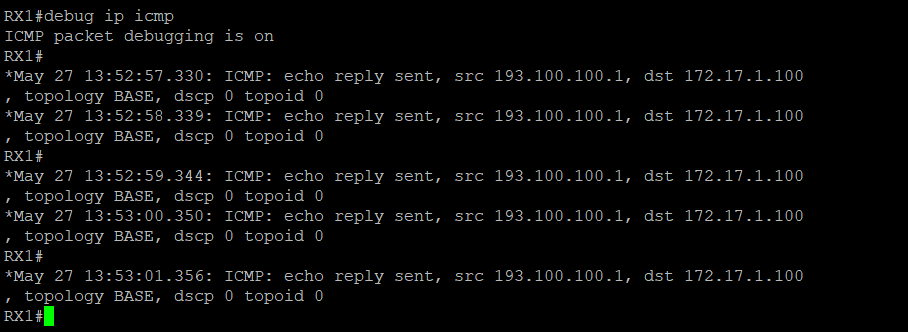 RX1#debug ip icmp
ICMP packet debugging is on
RX1#
*May 27 13:52:57.330: ICMP: echo reply sent, src 193.100.100.1, dst 172.17.1.100
, topology BASE, dscp 0 topoid 0
*May 27 13:52:58.339: ICMP: echo reply sent, src 193.100.100.1, dst 172.17.1.100
, topology BASE, dscp 0 topoid 0
RX1#
*May 27 13:52:59.344: ICMP: echo reply sent, src 193.100.100.1, dst 172.17.1.100
, topology BASE, dscp 0 topoid 0
*May 27 13:53:00.350: ICMP: echo reply sent, src 193.100.100.1, dst 172.17.1.100
, topology BASE, dscp 0 topoid 0
RX1#
*May 27 13:53:01.356: ICMP: echo reply sent, src 193.100.100.1, dst 172.17.1.100
, topology BASE, dscp 0 topoid 0
RX1#